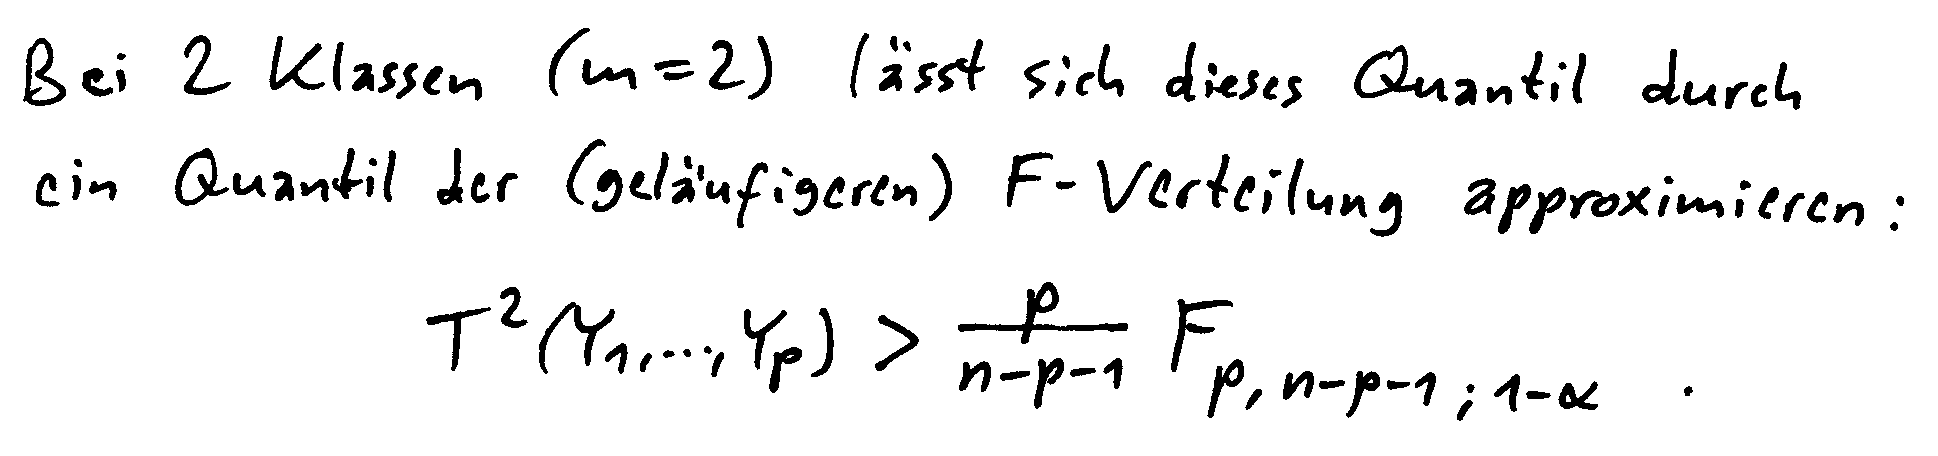 Bei 2 Klassen (m=2) lässt sich dieses Quantil durch
ein Quantil der (geläufigeren) F-Verteilung approximieren:
T²(Y₁,...,Yₚ) > p/(n-p-1) F_{p,n-p-1;1-α} .